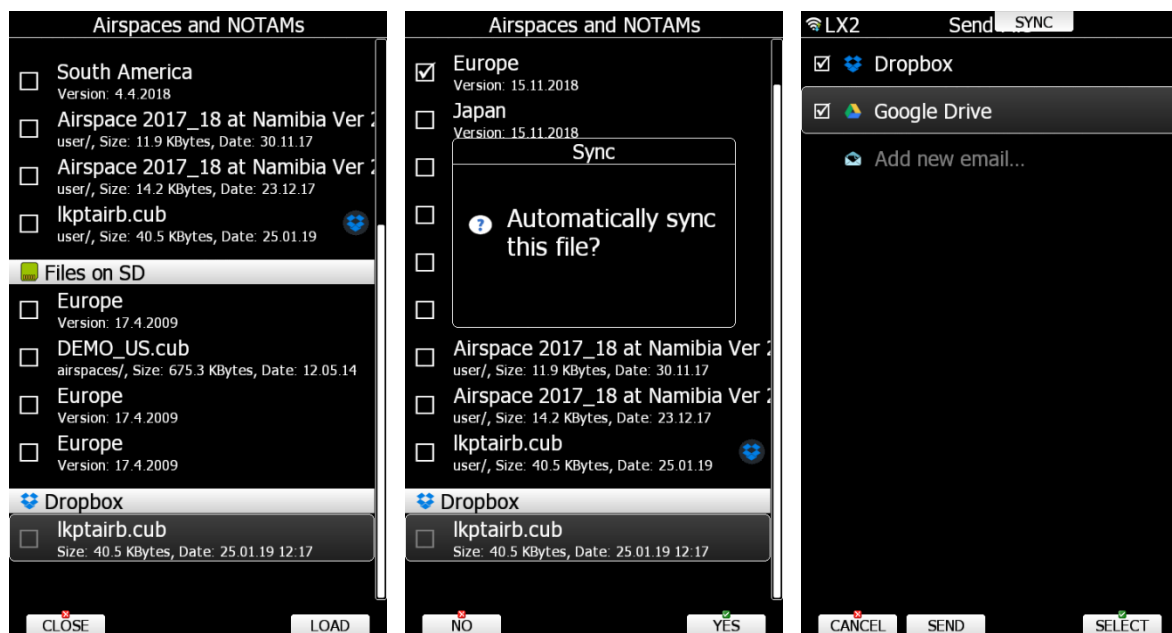 Airspaces and NOTAMs
South America
Version: 4.4.2018
Airspace 2017_18 at Namibia Ver
user/, Size: 11.9 KBytes, Date: 30.11.17
Airspace 2017_18 at Namibia Ver
user/, Size: 14.2 KBytes, Date: 23.12.17
lkptairb.cub
user/, Size: 40.5 KBytes, Date: 25.01.19
Files on SD
Europe
Version: 17.4.2009
DEMO_US.cub
airspaces/, Size: 675.3 KBytes, Date: 12.05.14
Europe
Version: 17.4.2009
Europe
Version: 17.4.2009
Dropbox
lkptairb.cub
Size: 40.5 KBytes, Date: 25.01.19 12:17
CLOSE LOAD
Airspaces and NOTAMs
Europe
Version: 15.11.2018
Japan
Version: 15.11.2018
Sync
Automatically sync
this file?
Airspace 2017_18 at Namibia Ver
user/, Size: 11.9 KBytes, Date: 30.11.17
Airspace 2017_18 at Namibia Ver
user/, Size: 14.2 KBytes, Date: 23.12.17
lkptairb.cub
user/, Size: 40.5 KBytes, Date: 25.01.19
Dropbox
lkptairb.cub
Size: 40.5 KBytes, Date: 25.01.19 12:17
NO YES
LX2 Send SYNC
Dropbox
Google Drive
Add new email...
CANCEL SEND SELECT